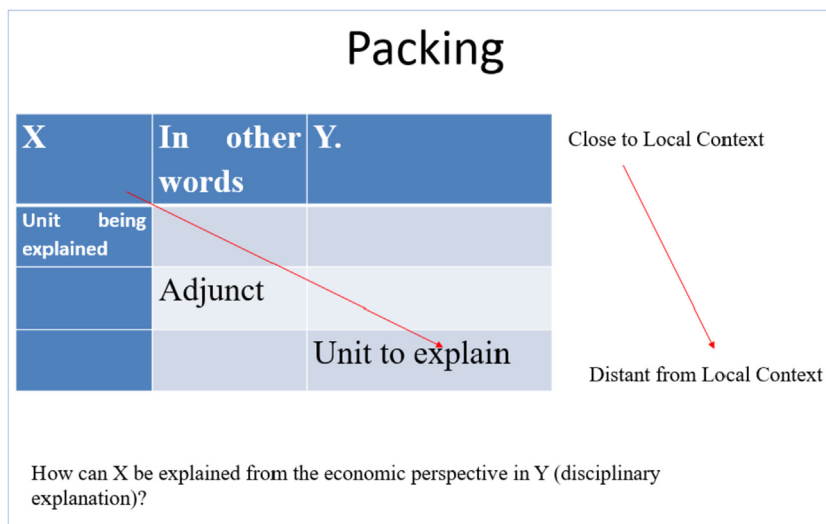 Packing
X
In other
words
Y.
Close to Local Context
Unit being
explained
Adjunct
Unit to explain
Distant from Local Context
How can X be explained from the economic perspective in Y (disciplinary
explanation)?